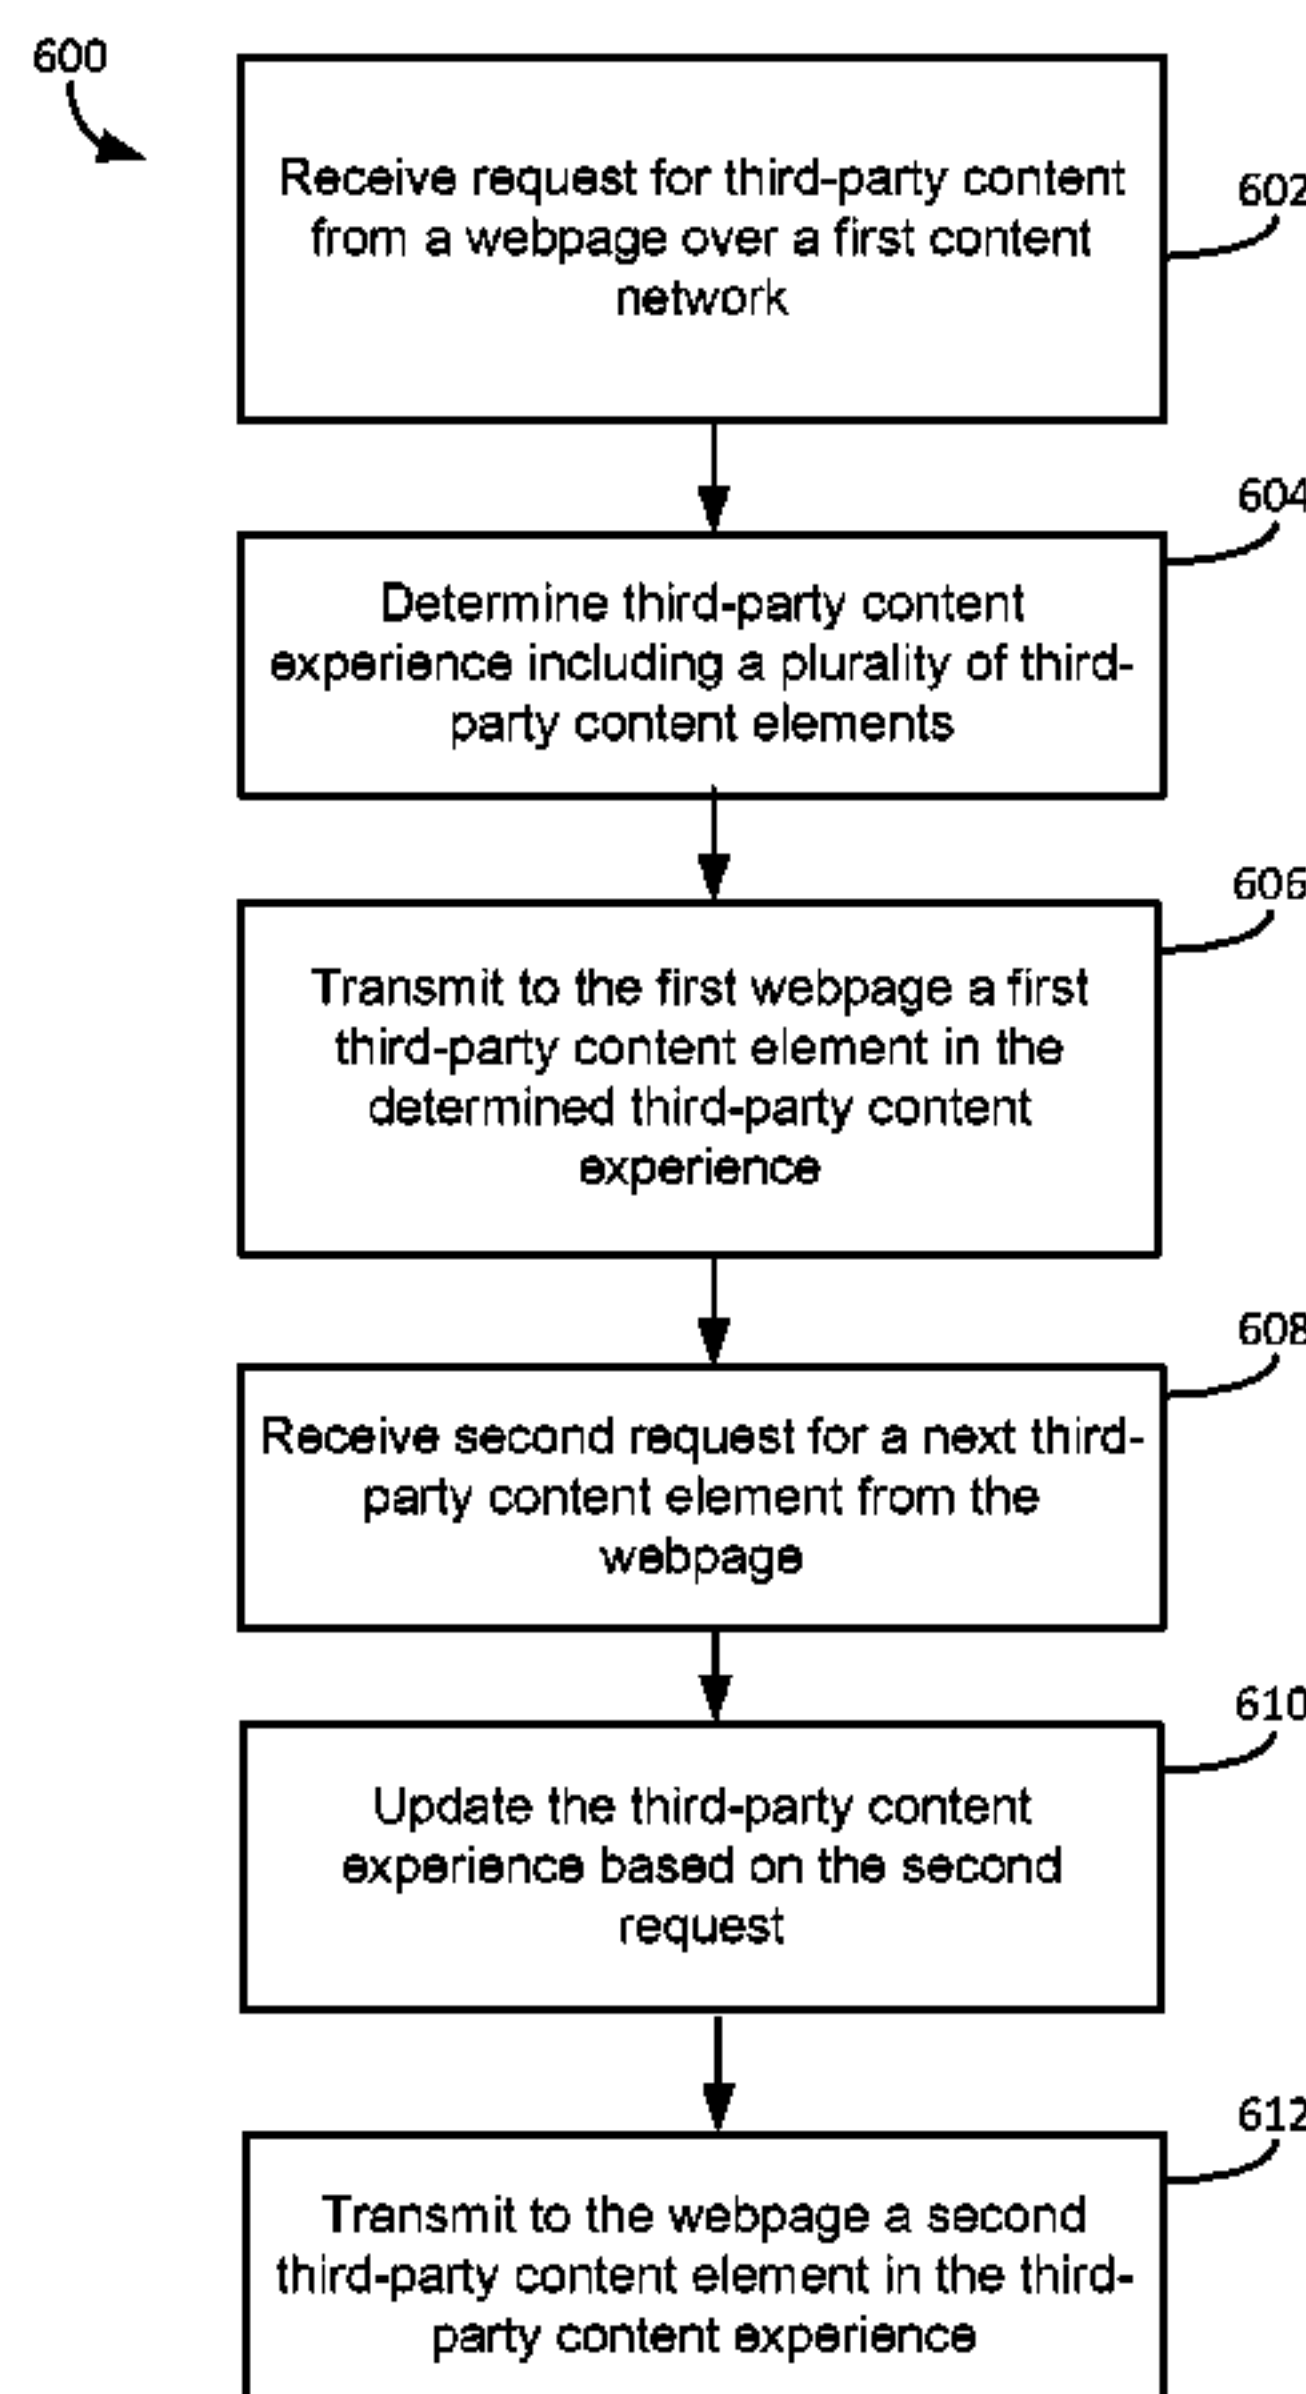 600
Receive request for third-party content
from a webpage over a first content
network
602
Determine third-party content
experience including a plurality of third-
party content elements
604
Transmit to the first webpage a first
third-party content element in the
determined third-party content
experience
606
Receive second request for a next third-
party content element from the
webpage
608
Update the third-party content
experience based on the second
request
610
Transmit to the webpage a second
third-party content element in the third-
party content experience
612